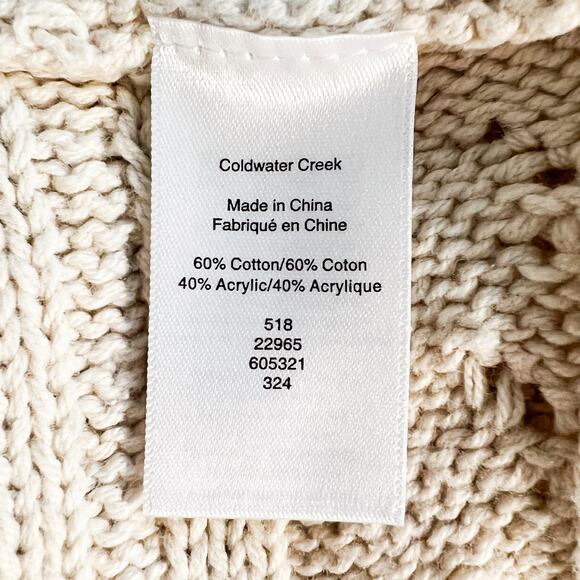 Coldwater Creek
Made in China
Fabriqué en Chine
60% Cotton/60% Coton
40% Acrylic/40% Acrylique
518
22965
605321
324